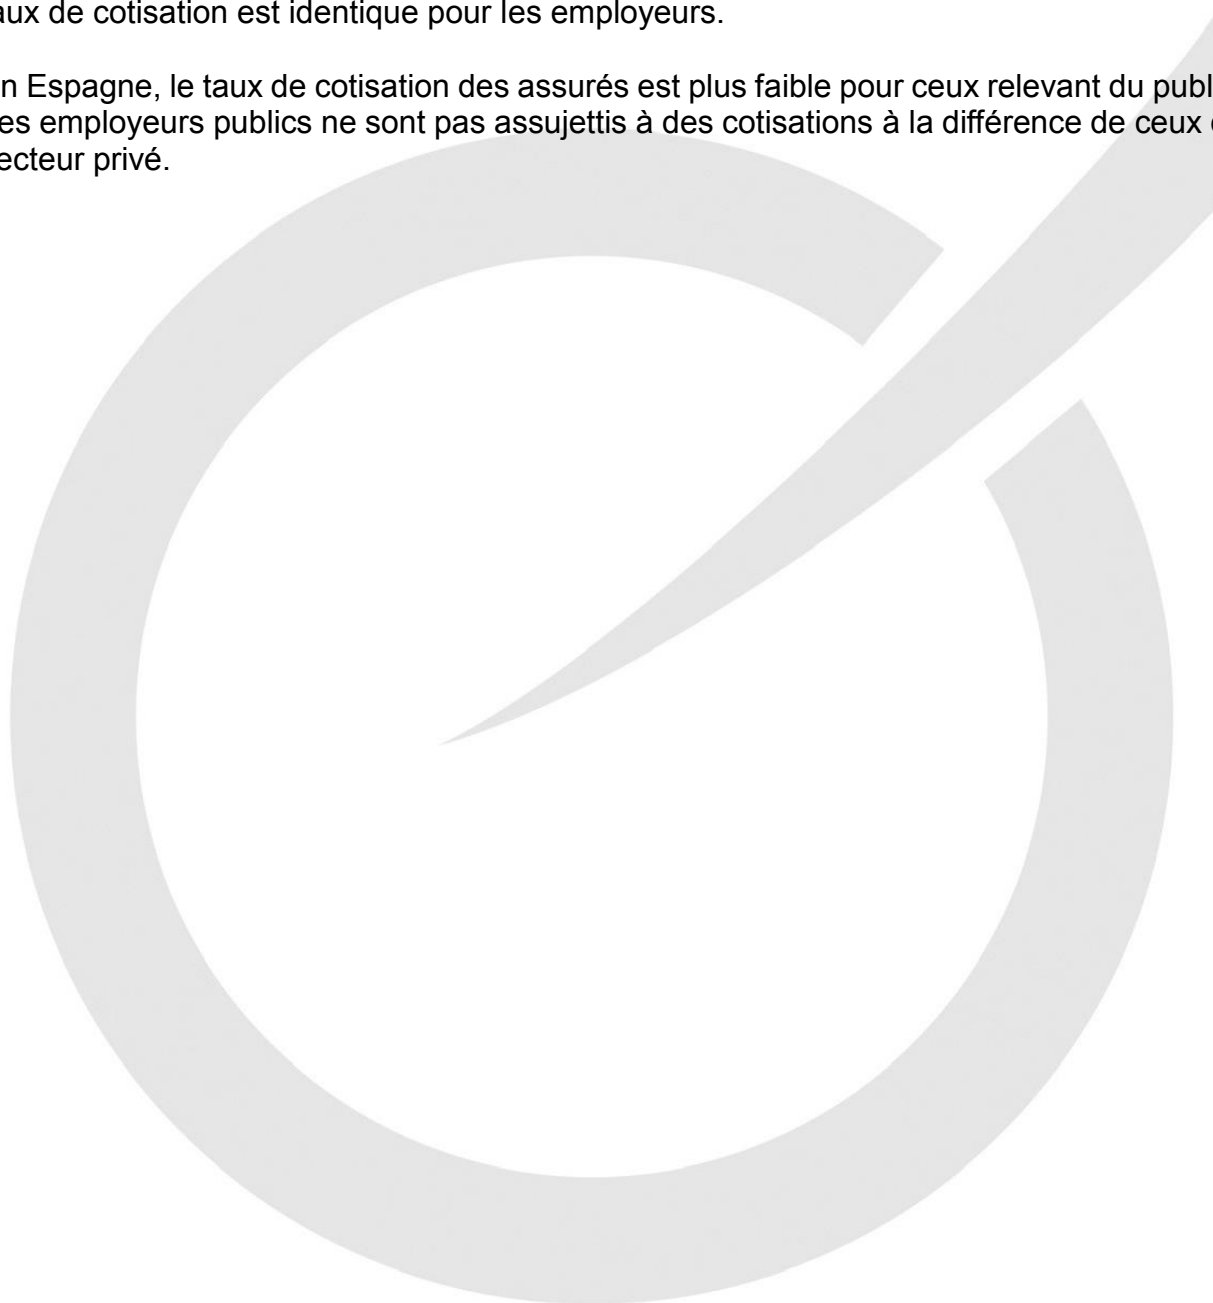 aux de cotisation est identique pour les employeurs.
n Espagne, le taux de cotisation des assurés est plus faible pour ceux relevant du publ
es employeurs publics ne sont pas assujettis à des cotisations à la différence de ceux
ecteur privé.